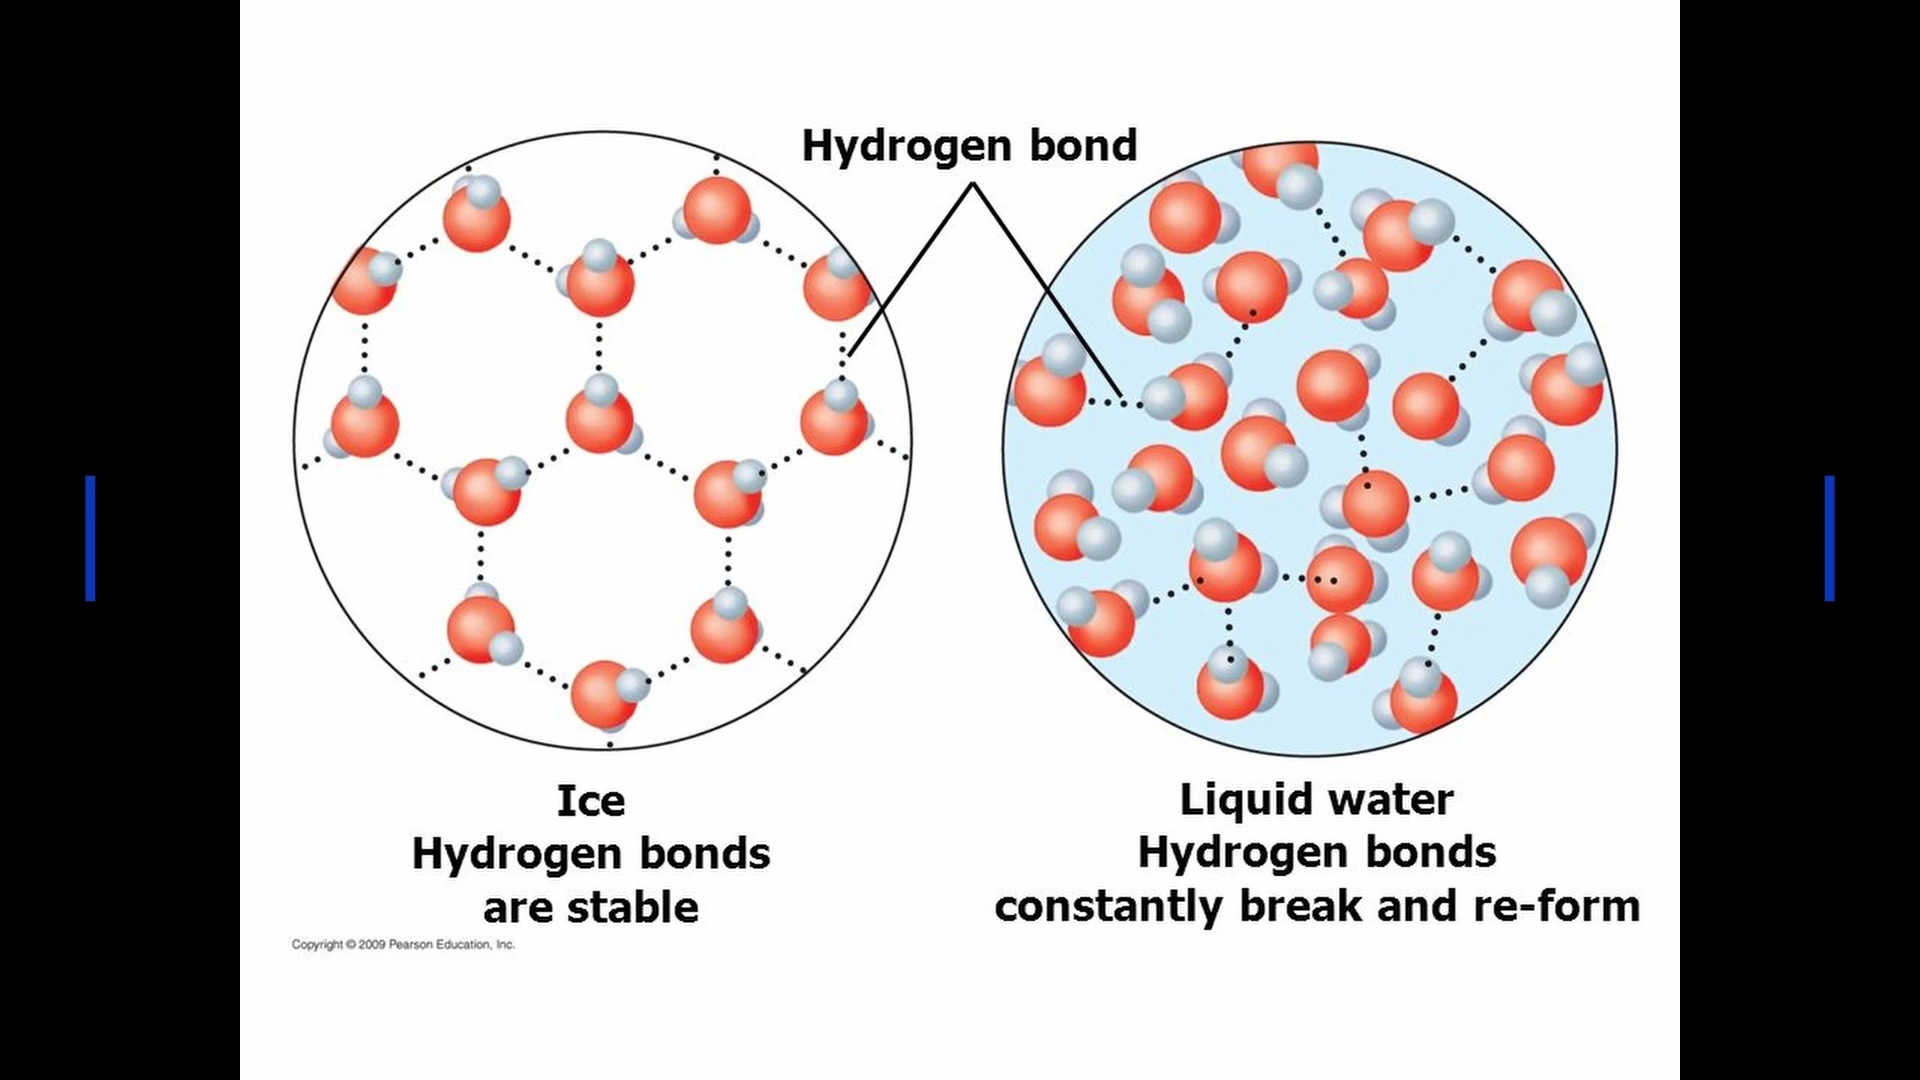 Hydrogen bond
Ice
Hydrogen bonds
are stable
Liquid water
Hydrogen bonds
constantly break and re-form
Copyright © 2009 Pearson Education, Inc.